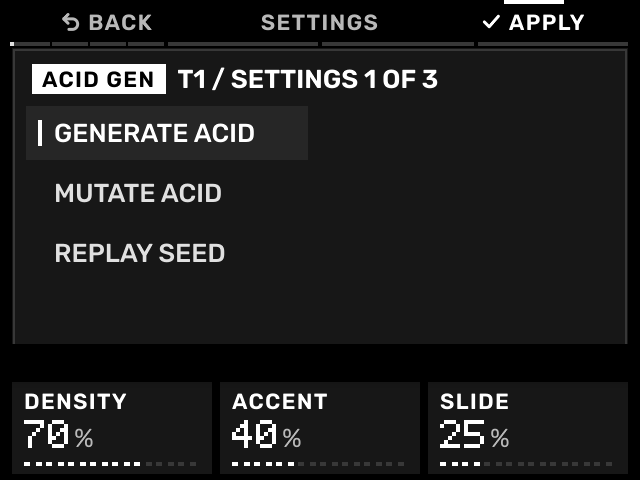 BACK SETTINGS APPLY
ACID GEN T1 / SETTINGS 1 OF 3
GENERATE ACID
MUTATE ACID
REPLAY SEED
DENSITY ACCENT SLIDE
70% 40% 25%